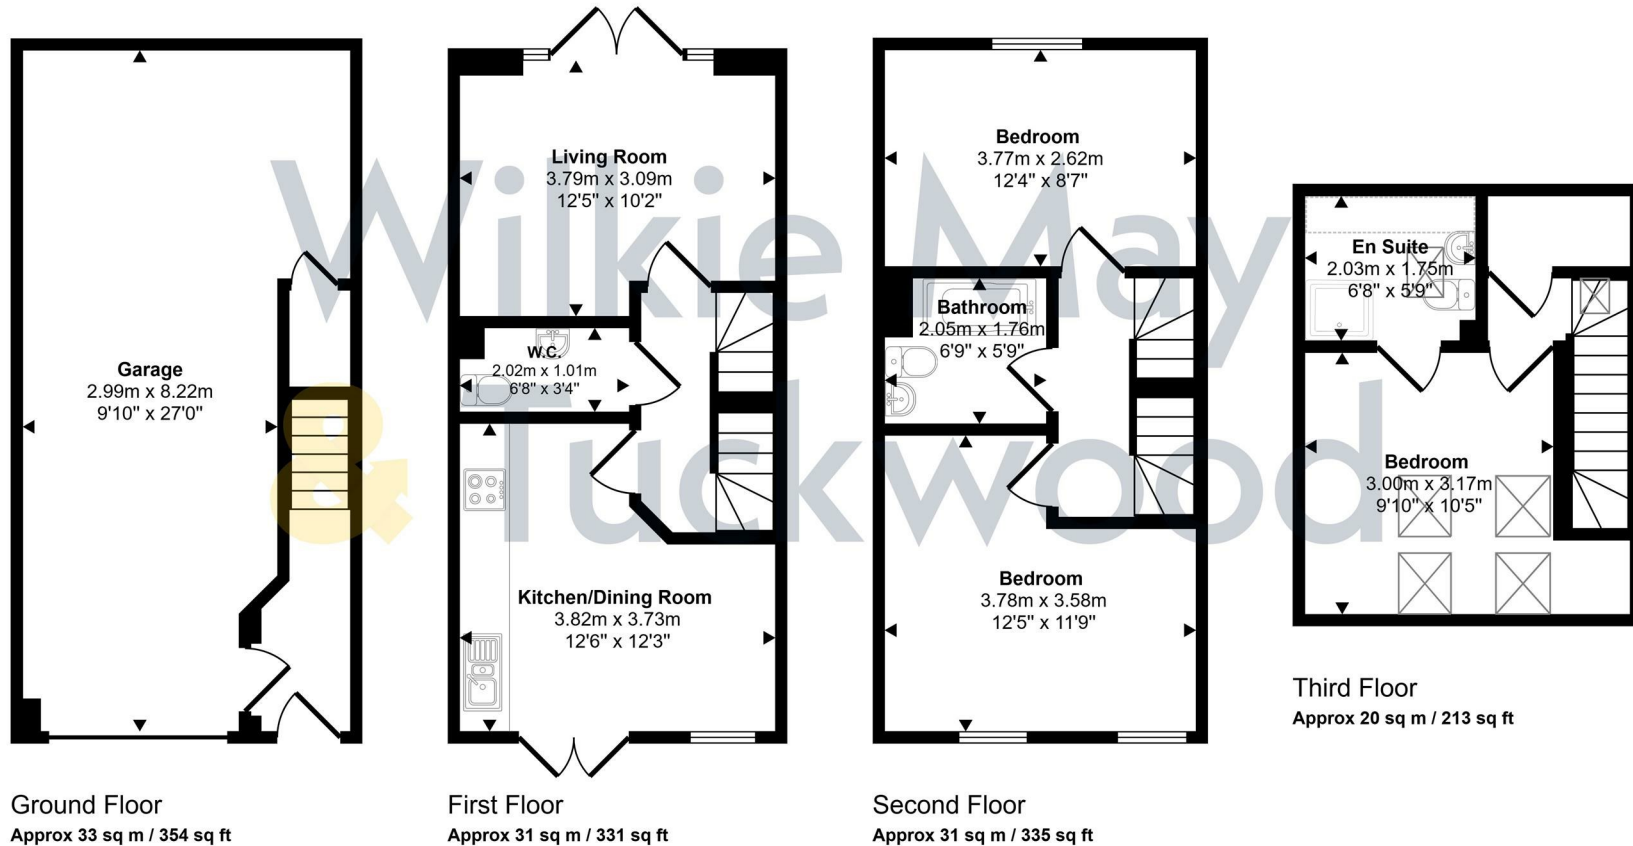 Garage
2.99m x 8.22m
9'10" x 27'0"
Ground Floor
Approx 33 sq m / 354 sq ft
Living Room
3.79m x 3.09m
12'5" x 10'2"
W.C.
2.02m x 1.01m
6'8" x 3'4"
Kitchen/Dining Room
3.82m x 3.73m
12'6" x 12'3"
First Floor
Approx 31 sq m / 331 sq ft
Bedroom
3.77m x 2.62m
12'4" x 8'7"
Bathroom
2.05m x 1.76m
6'9" x 5'9"
Bedroom
3.78m x 3.58m
12'5" x 11'9"
Second Floor
Approx 31 sq m / 335 sq ft
En Suite
2.03m x 1.75m
6'8" x 5'9"
Bedroom
3.00m x 3.17m
9'10" x 10'5"
Third Floor
Approx 20 sq m / 213 sq ft
Wilkie May
& Tuckwood